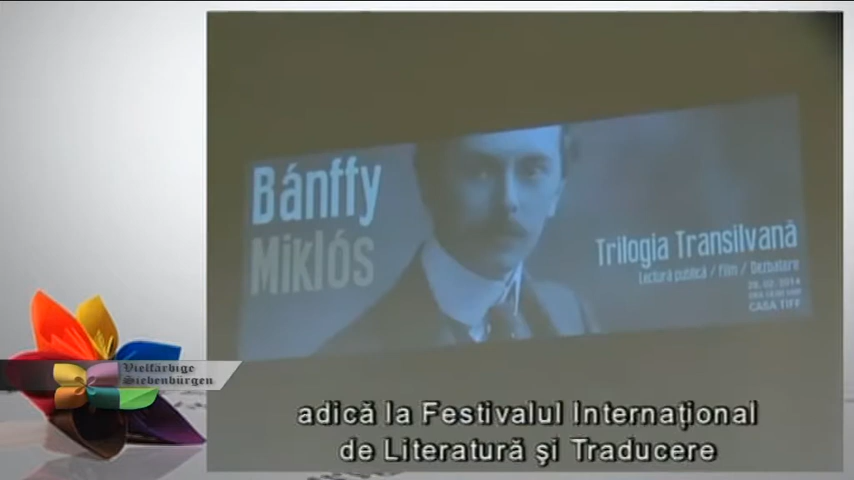 Bánffy
Miklós
Trilogia Transilvană
Lectură publică / Film / Dezbatere
CASA TIFF
Vielfärbige
Siebenbürgen
adică la Festivalul Internaţional
de Literatură şi Traducere